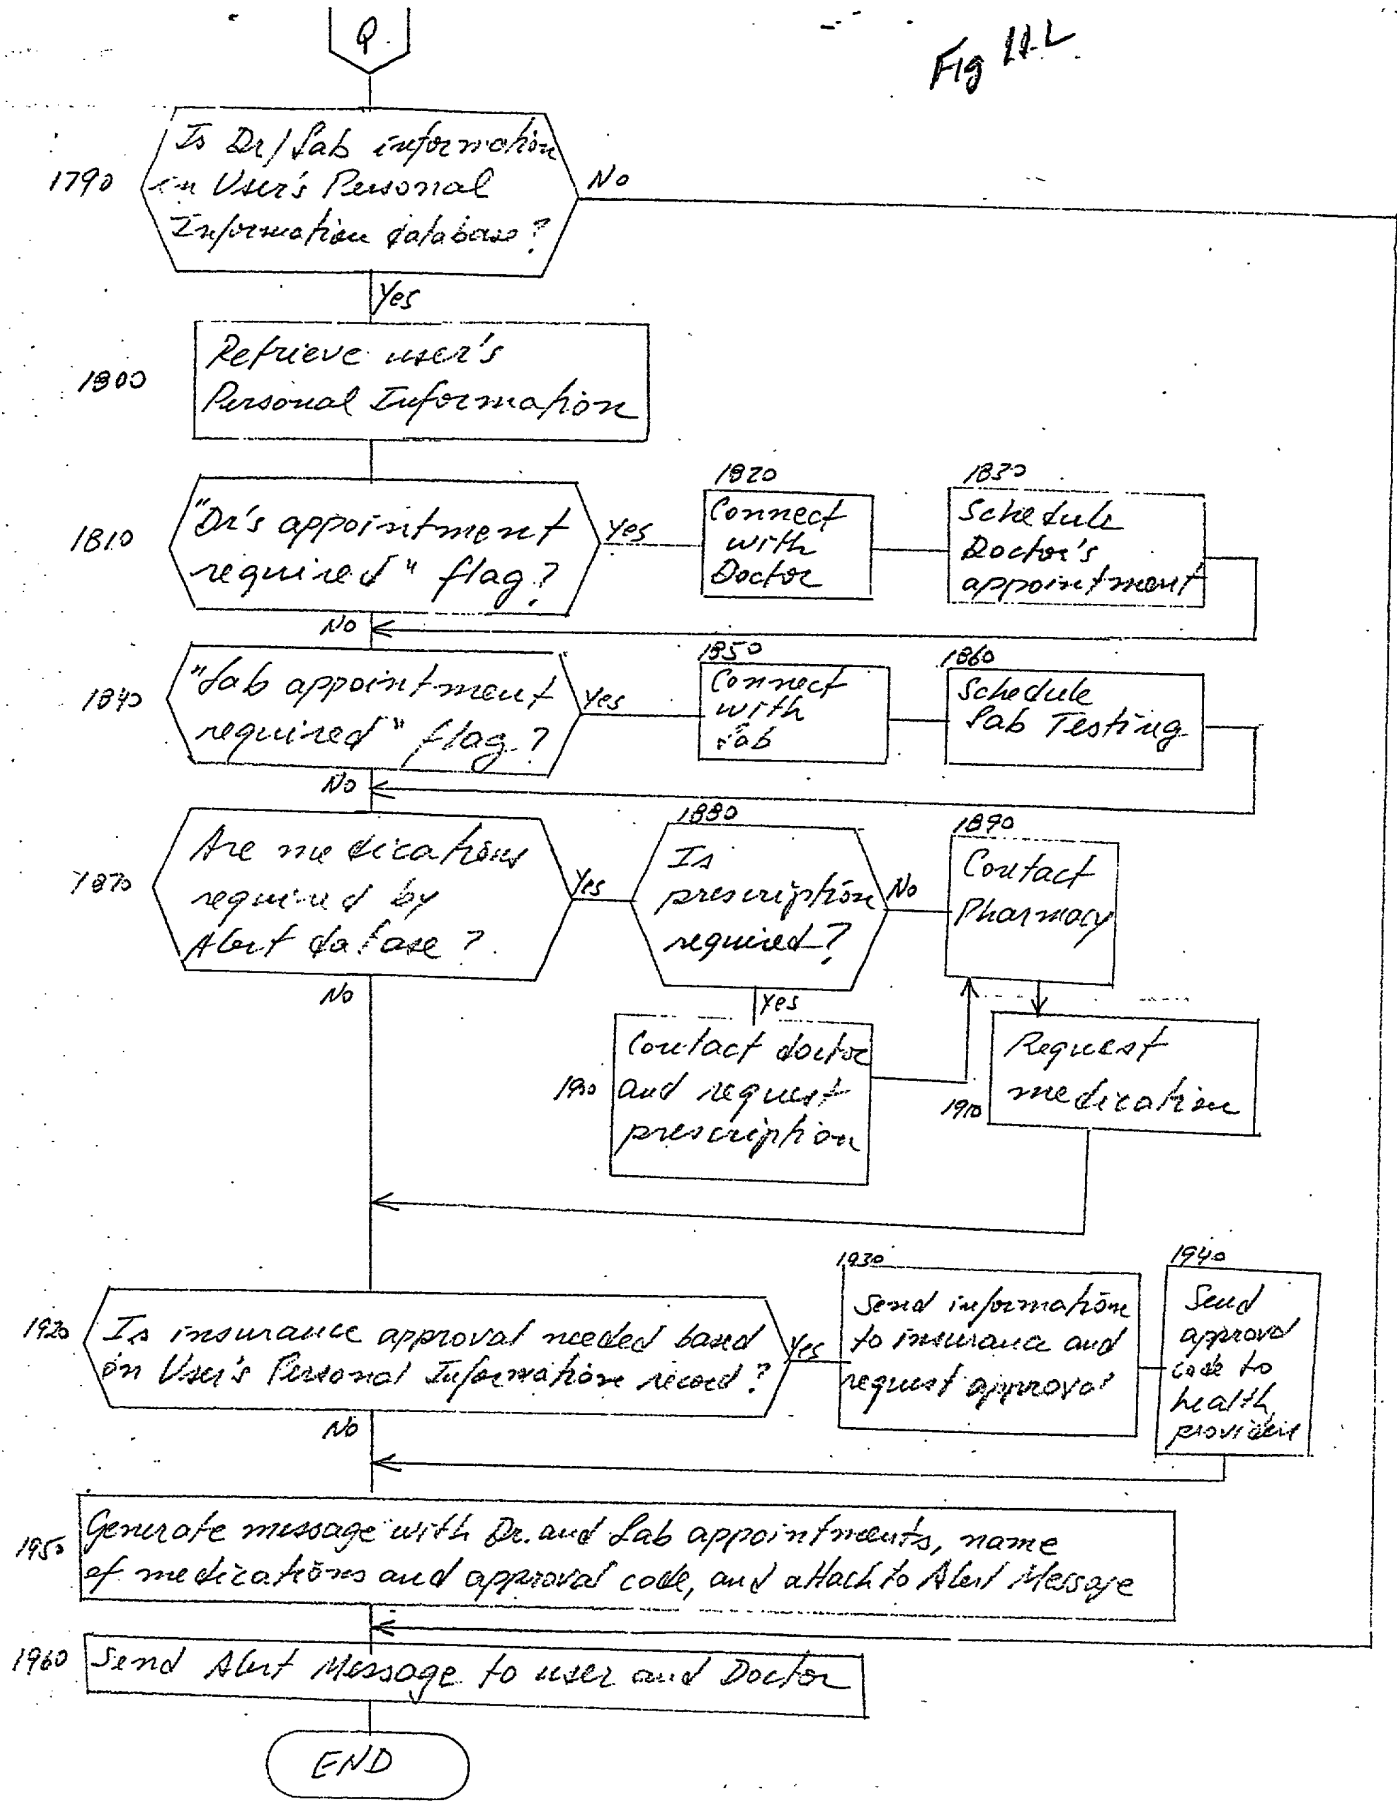 Q
Fig 11.L
Is Dr/Lab information
in User's Personal
Information database?
1790
No
Yes
Retrieve user's
Personal Information
1800
"Dr's appointment
required" flag?
1810
Yes
1820
Connect
with
Doctor
1830
Schedule
Doctor's
appointment
No
"Lab appointment
required" flag?
1840
Yes
1850
Connect
with
Lab
1860
Schedule
Lab Testing
No
Are medications
required by
Alert database?
1870
Yes
1880
Is
prescription
required?
No
1890
Contact
Pharmacy
No
Yes
Contact doctor
and request
prescription
1900
Request
medication
1910
1920
Is insurance approval needed based
on User's Personal Information record?
Yes
1930
Send information
to insurance and
request approval
1940
Send
approval
code to
health
provider
No
1950
Generate message with Dr. and Lab appointments, name
of medications and approval code, and attach to Alert Message
1960
Send Alert Message to user and Doctor
END